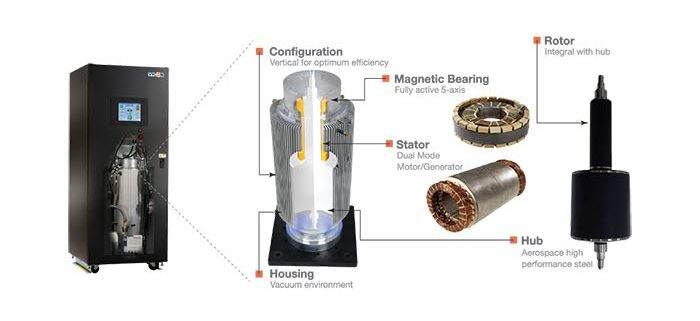 Configuration
Vertical for optimum efficiency
Magnetic Bearing
Fully active 5-axis
Stator
Dual Mode
Motor/Generator
Rotor
Integral with hub
Hub
Aerospace high
performance steel
Housing
Vacuum environment